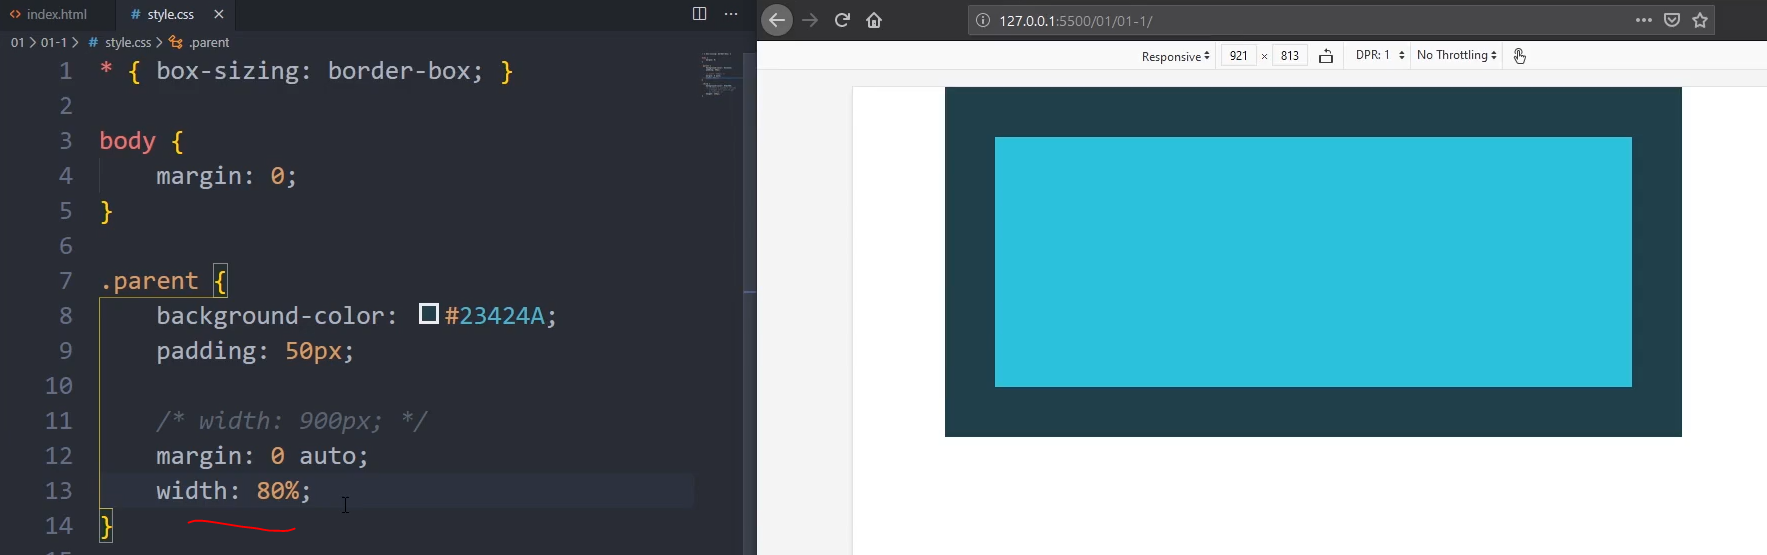 index.html
# style.css ×
01 > 01-1 > # style.css > .parent
1 * { box-sizing: border-box; }
2
3 body {
4 margin: 0;
5 }
6
7 .parent {
8 background-color: #23424A;
9 padding: 50px;
10
11 /* width: 900px; */
12 margin: 0 auto;
13 width: 80%;
14 }
127.0.0.1:5500/01/01-1/
Responsive 921 × 813 DPR: 1 No Throttling